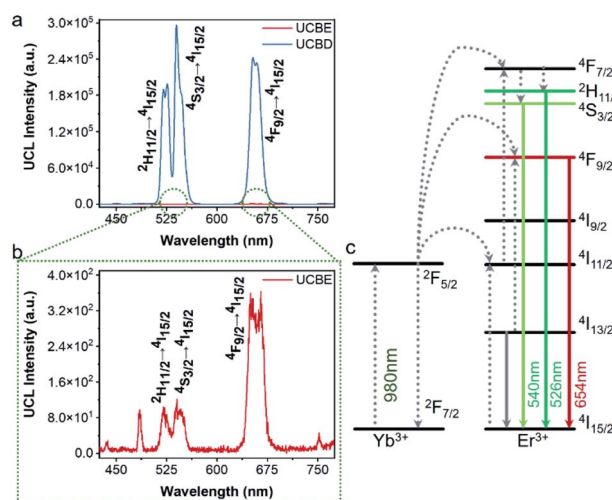 a
UCBE
UCBD
UCL Intensity (a.u.)
3.0×10⁵
2.4×10⁵
1.8×10⁵
1.2×10⁵
6.0×10⁴
0.0
²H₁₁/₂→⁴I₁₅/₂
⁴S₃/₂→⁴I₁₅/₂
⁴F₉/₂→⁴I₁₅/₂
450 525 600 675 750
Wavelength (nm)
b
UCBE
UCL Intensity (a.u.)
4.0×10²
3.2×10²
2.4×10²
1.6×10²
8.0×10¹
0.0
²H₁₁/₂→⁴I₁₅/₂
⁴S₃/₂→⁴I₁₅/₂
⁴F₉/₂→⁴I₁₅/₂
450 525 600 675 750
Wavelength (nm)
c
²F₅/₂
980nm
²F₇/₂
Yb³⁺
⁴F₇/₂
²H₁₁/
⁴S₃/₂
⁴F₉/₂
⁴I₉/₂
⁴I₁₁/₂
⁴I₁₃/₂
540nm
526nm
654nm
⁴I₁₅/₂
Er³⁺